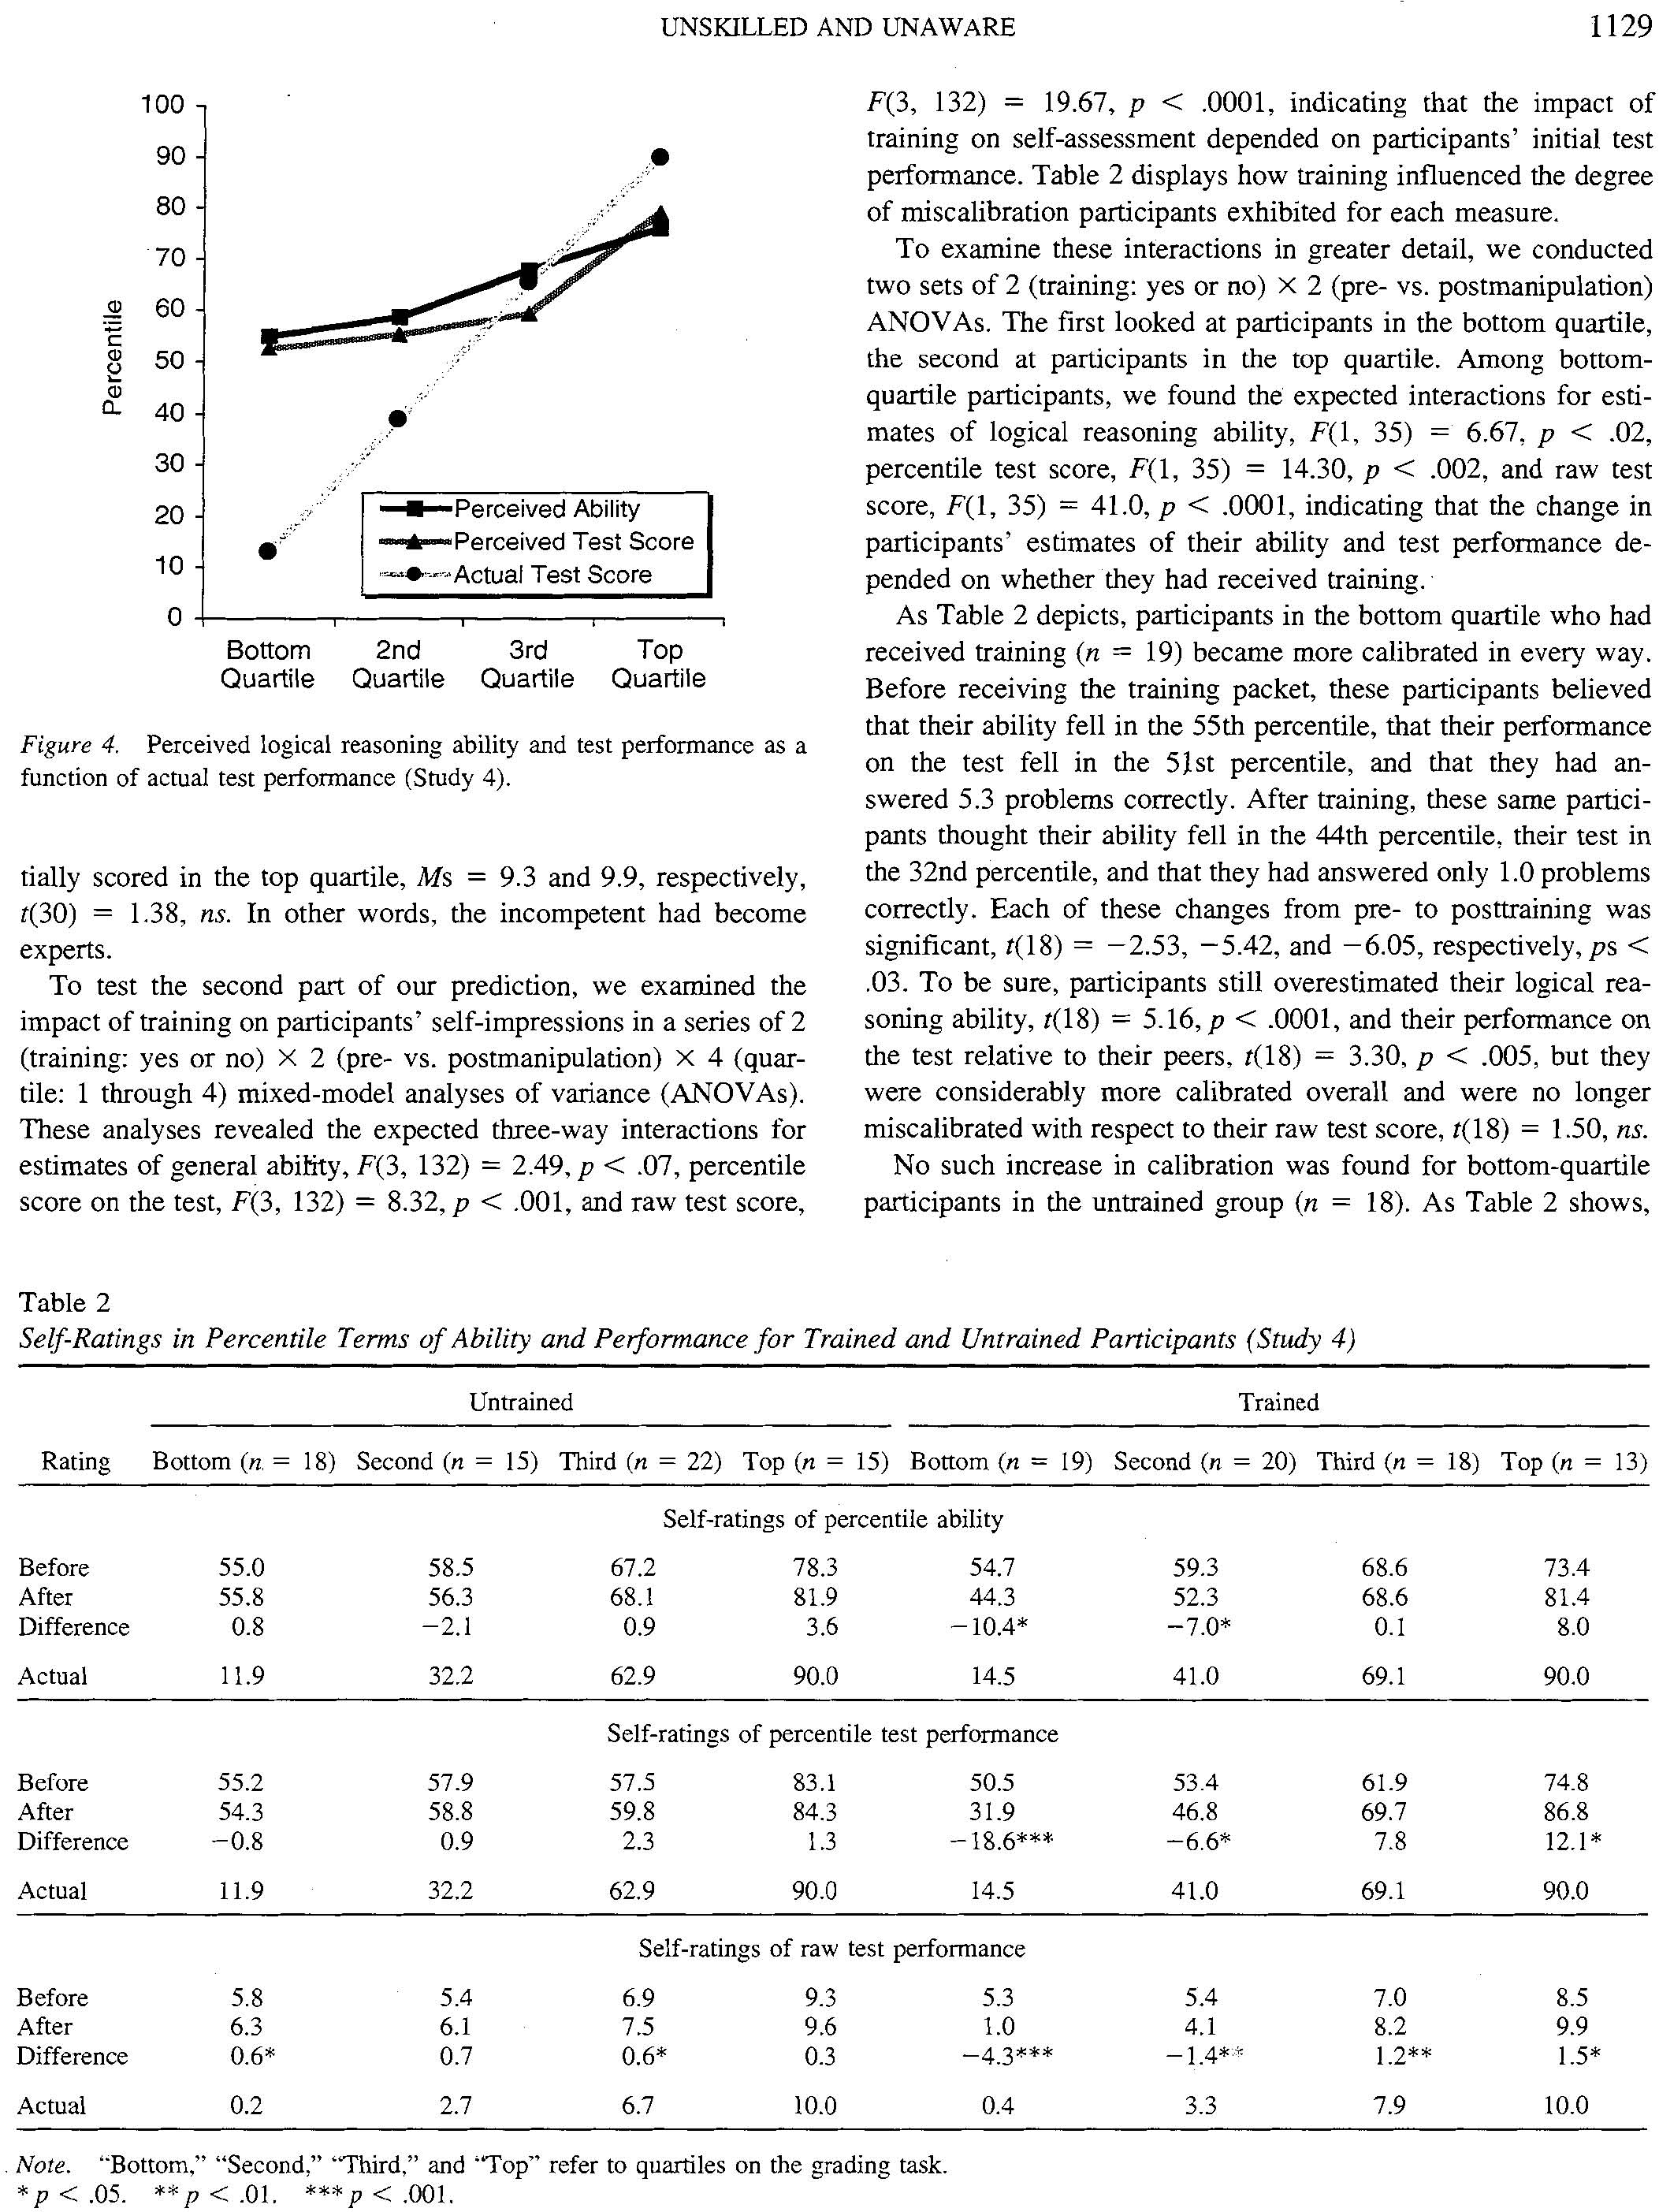 UNSKILLED AND UNAWARE
1129
100
90
80
70
60
50
40
30
20
10
0
Percentile
Perceived Ability
Perceived Test Score
Actual Test Score
Bottom Quartile
2nd Quartile
3rd Quartile
Top Quartile
Figure 4. Perceived logical reasoning ability and test performance as a
function of actual test performance (Study 4).
tially scored in the top quartile, Ms = 9.3 and 9.9, respectively,
t(30) = 1.38, ns. In other words, the incompetent had become
experts.
To test the second part of our prediction, we examined the
impact of training on participants' self-impressions in a series of 2
(training: yes or no) × 2 (pre- vs. postmanipulation) × 4 (quar-
tile: 1 through 4) mixed-model analyses of variance (ANOVAs).
These analyses revealed the expected three-way interactions for
estimates of general ability, F(3, 132) = 2.49, p < .07, percentile
score on the test, F(3, 132) = 8.32, p < .001, and raw test score,
F(3, 132) = 19.67, p < .0001, indicating that the impact of
training on self-assessment depended on participants' initial test
performance. Table 2 displays how training influenced the degree
of miscalibration participants exhibited for each measure.
To examine these interactions in greater detail, we conducted
two sets of 2 (training: yes or no) × 2 (pre- vs. postmanipulation)
ANOVAs. The first looked at participants in the bottom quartile,
the second at participants in the top quartile. Among bottom-
quartile participants, we found the expected interactions for esti-
mates of logical reasoning ability, F(1, 35) = 6.67, p < .02,
percentile test score, F(1, 35) = 14.30, p < .002, and raw test
score, F(1, 35) = 41.0, p < .0001, indicating that the change in
participants' estimates of their ability and test performance de-
pended on whether they had received training.
As Table 2 depicts, participants in the bottom quartile who had
received training (n = 19) became more calibrated in every way.
Before receiving the training packet, these participants believed
that their ability fell in the 55th percentile, that their performance
on the test fell in the 51st percentile, and that they had an-
swered 5.3 problems correctly. After training, these same partici-
pants thought their ability fell in the 44th percentile, their test in
the 32nd percentile, and that they had answered only 1.0 problems
correctly. Each of these changes from pre- to posttraining was
significant, t(18) = −2.53, −5.42, and −6.05, respectively, ps <
.03. To be sure, participants still overestimated their logical rea-
soning ability, t(18) = 5.16, p < .0001, and their performance on
the test relative to their peers, t(18) = 3.30, p < .005, but they
were considerably more calibrated overall and were no longer
miscalibrated with respect to their raw test score, t(18) = 1.50, ns.
No such increase in calibration was found for bottom-quartile
participants in the untrained group (n = 18). As Table 2 shows,
Table 2
Self-Ratings in Percentile Terms of Ability and Performance for Trained and Untrained Participants (Study 4)
Untrained Trained
Rating Bottom (n = 18) Second (n = 15) Third (n = 22) Top (n = 15) Bottom (n = 19) Second (n = 20) Third (n = 18) Top (n = 13)
Self-ratings of percentile ability
Before 55.0 58.5 67.2 78.3 54.7 59.3 68.6 73.4
After 55.8 56.3 68.1 81.9 44.3 52.3 68.6 81.4
Difference 0.8 −2.1 0.9 3.6 −10.4* −7.0* 0.1 8.0
Actual 11.9 32.2 62.9 90.0 14.5 41.0 69.1 90.0
Self-ratings of percentile test performance
Before 55.2 57.9 57.5 83.1 50.5 53.4 61.9 74.8
After 54.3 58.8 59.8 84.3 31.9 46.8 69.7 86.8
Difference −0.8 0.9 2.3 1.3 −18.6*** −6.6* 7.8 12.1*
Actual 11.9 32.2 62.9 90.0 14.5 41.0 69.1 90.0
Self-ratings of raw test performance
Before 5.8 5.4 6.9 9.3 5.3 5.4 7.0 8.5
After 6.3 6.1 7.5 9.6 1.0 4.1 8.2 9.9
Difference 0.6* 0.7 0.6* 0.3 −4.3*** −1.4** 1.2** 1.5*
Actual 0.2 2.7 6.7 10.0 0.4 3.3 7.9 10.0
Note. "Bottom," "Second," "Third," and "Top" refer to quartiles on the grading task.
* p < .05. ** p < .01. *** p < .001.